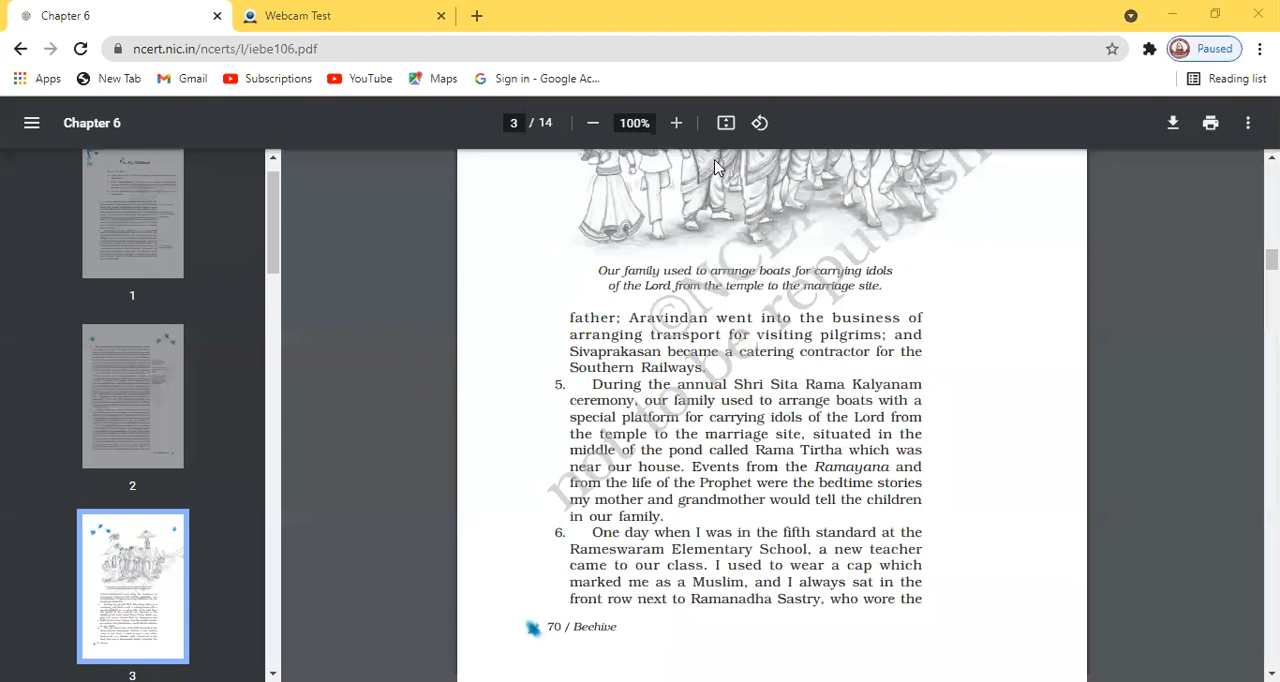 Chapter 6
Webcam Test
ncert.nic.in/ncerts/l/iebe106.pdf
Paused
Apps
New Tab
Gmail
Subscriptions
YouTube
Maps
Sign in - Google Ac...
Reading list
Chapter 6
3 / 14
100%
1
2
3
Our family used to arrange boats for carrying idols
of the Lord from the temple to the marriage site.
father; Aravindan went into the business of
arranging transport for visiting pilgrims; and
Sivaprakasan became a catering contractor for the
Southern Railways.
5. During the annual Shri Sita Rama Kalyanam
ceremony, our family used to arrange boats with a
special platform for carrying idols of the Lord from
the temple to the marriage site, situated in the
middle of the pond called Rama Tirtha which was
near our house. Events from the Ramayana and
from the life of the Prophet were the bedtime stories
my mother and grandmother would tell the children
in our family.
6. One day when I was in the fifth standard at the
Rameswaram Elementary School, a new teacher
came to our class. I used to wear a cap which
marked me as a Muslim, and I always sat in the
front row next to Ramanadha Sastry, who wore the
70 / Beehive
©NCERT
not to be republish